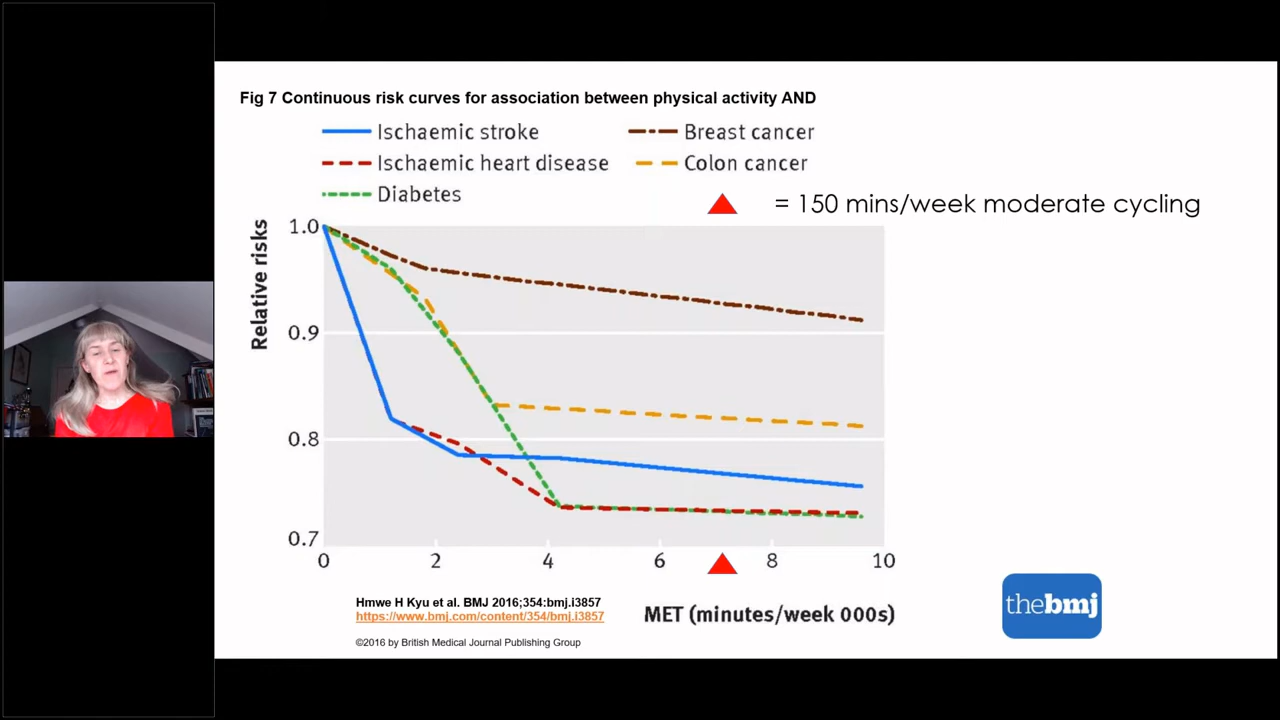 Fig 7 Continuous risk curves for association between physical activity AND
Ischaemic stroke
Breast cancer
Ischaemic heart disease
Colon cancer
Diabetes
= 150 mins/week moderate cycling
Relative risks
1.0
0.9
0.8
0.7
0 2 4 6 8 10
MET (minutes/week 000s)
Hmwe H Kyu et al. BMJ 2016;354:bmj.i3857
https://www.bmj.com/content/354/bmj.i3857
©2016 by British Medical Journal Publishing Group
thebmj